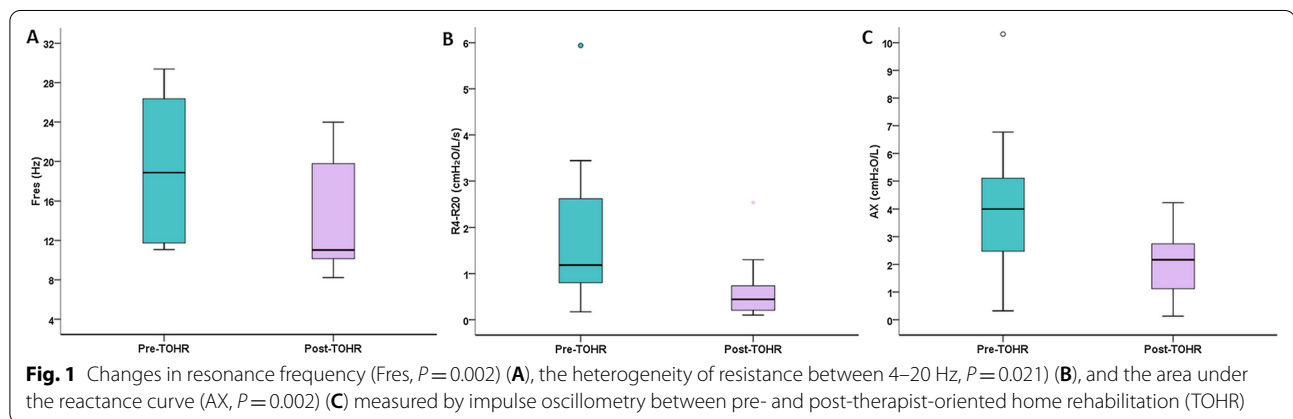 A
Fres (Hz)
32
28
24
20
16
12
8
4
Pre-TOHR Post-TOHR
B
R4-R20 (cmH₂O/L/s)
6
5
4
3
2
1
0
Pre-TOHR Post-TOHR
C
AX (cmH₂O/L)
10
9
8
7
6
5
4
3
2
1
0
Pre-TOHR Post-TOHR
Fig. 1 Changes in resonance frequency (Fres, P = 0.002) (A), the heterogeneity of resistance between 4–20 Hz, P = 0.021) (B), and the area under
the reactance curve (AX, P = 0.002) (C) measured by impulse oscillometry between pre- and post-therapist-oriented home rehabilitation (TOHR)